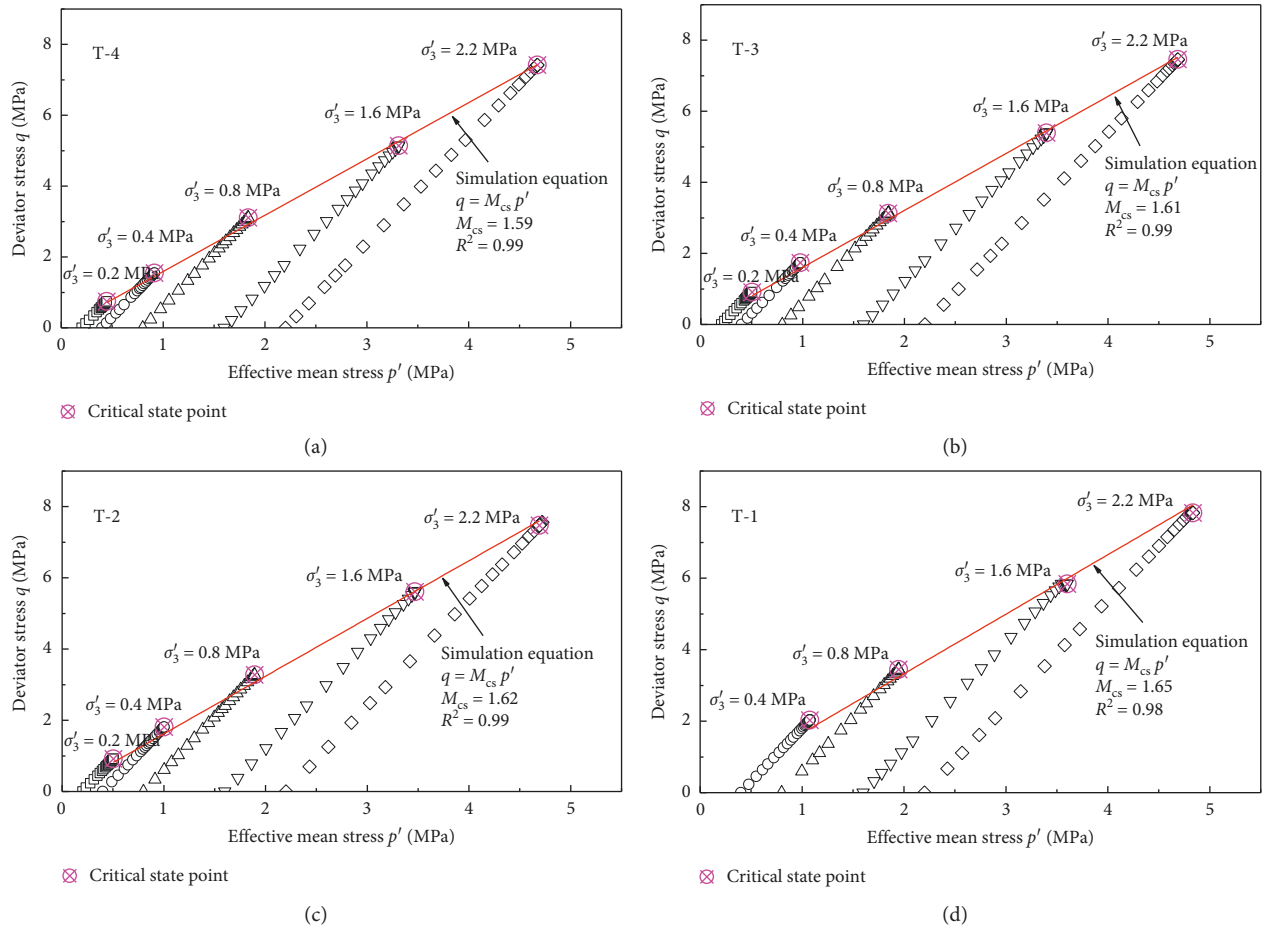 T-4
σ′₃ = 2.2 MPa
σ′₃ = 1.6 MPa
σ′₃ = 0.8 MPa
σ′₃ = 0.4 MPa
σ′₃ = 0.2 MPa
Simulation equation
q = M_cs p′
M_cs = 1.59
R² = 0.99
Deviator stress q (MPa)
8
6
4
2
0
0 1 2 3 4 5
Effective mean stress p′ (MPa)
Critical state point
(a)
T-3
σ′₃ = 2.2 MPa
σ′₃ = 1.6 MPa
σ′₃ = 0.8 MPa
σ′₃ = 0.4 MPa
σ′₃ = 0.2 MPa
Simulation equation
q = M_cs p′
M_cs = 1.61
R² = 0.99
Deviator stress q (MPa)
8
6
4
2
0
0 1 2 3 4 5
Effective mean stress p′ (MPa)
Critical state point
(b)
T-2
σ′₃ = 2.2 MPa
σ′₃ = 1.6 MPa
σ′₃ = 0.8 MPa
σ′₃ = 0.4 MPa
σ′₃ = 0.2 MPa
Simulation equation
q = M_cs p′
M_cs = 1.62
R² = 0.99
Deviator stress q (MPa)
8
6
4
2
0
0 1 2 3 4 5
Effective mean stress p′ (MPa)
Critical state point
(c)
T-1
σ′₃ = 2.2 MPa
σ′₃ = 1.6 MPa
σ′₃ = 0.8 MPa
σ′₃ = 0.4 MPa
Simulation equation
q = M_cs p′
M_cs = 1.65
R² = 0.98
Deviator stress q (MPa)
8
6
4
2
0
0 1 2 3 4 5
Effective mean stress p′ (MPa)
Critical state point
(d)